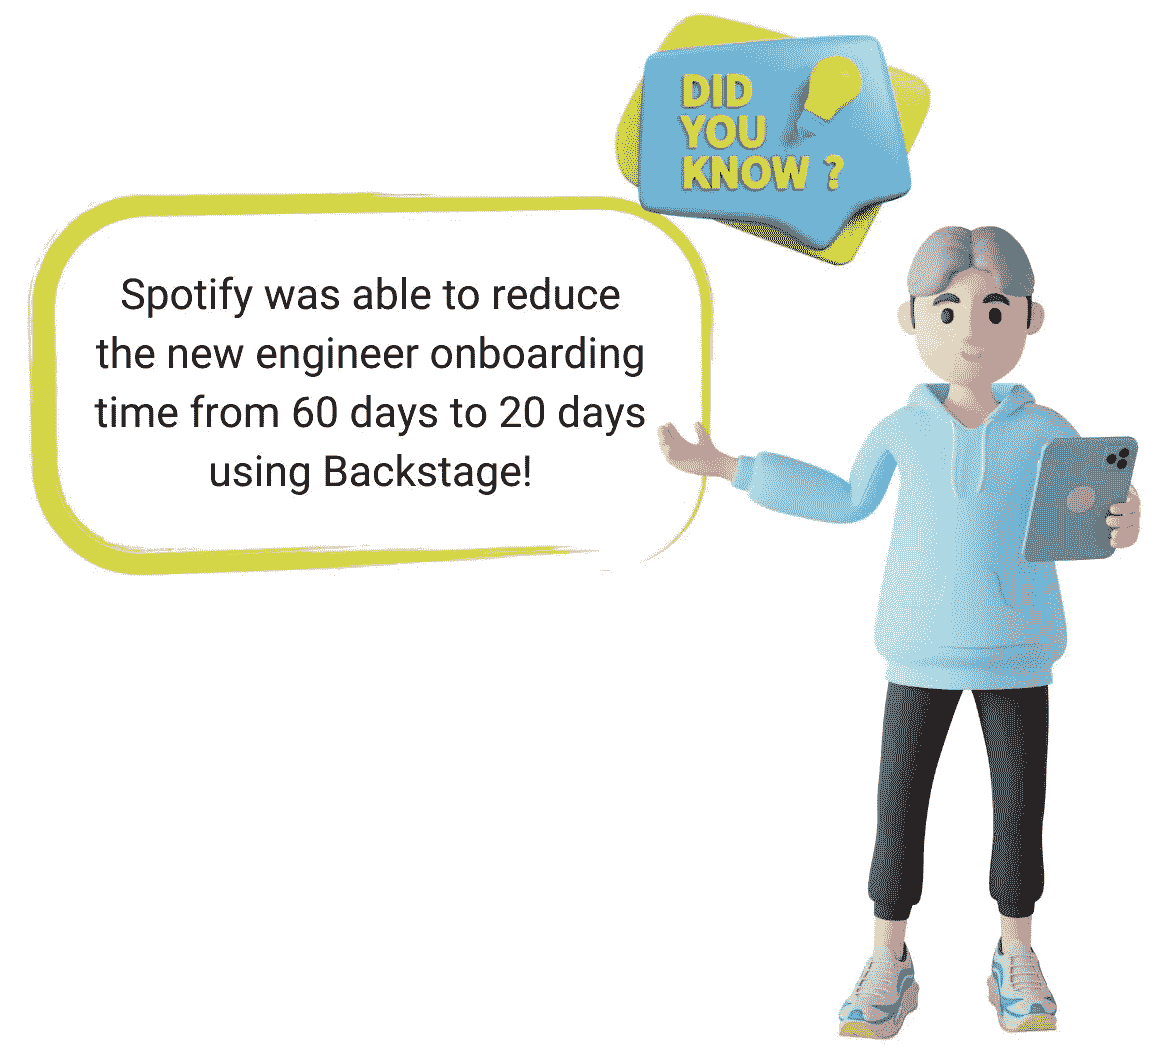 DID
YOU
KNOW ?
Spotify was able to reduce
the new engineer onboarding
time from 60 days to 20 days
using Backstage!